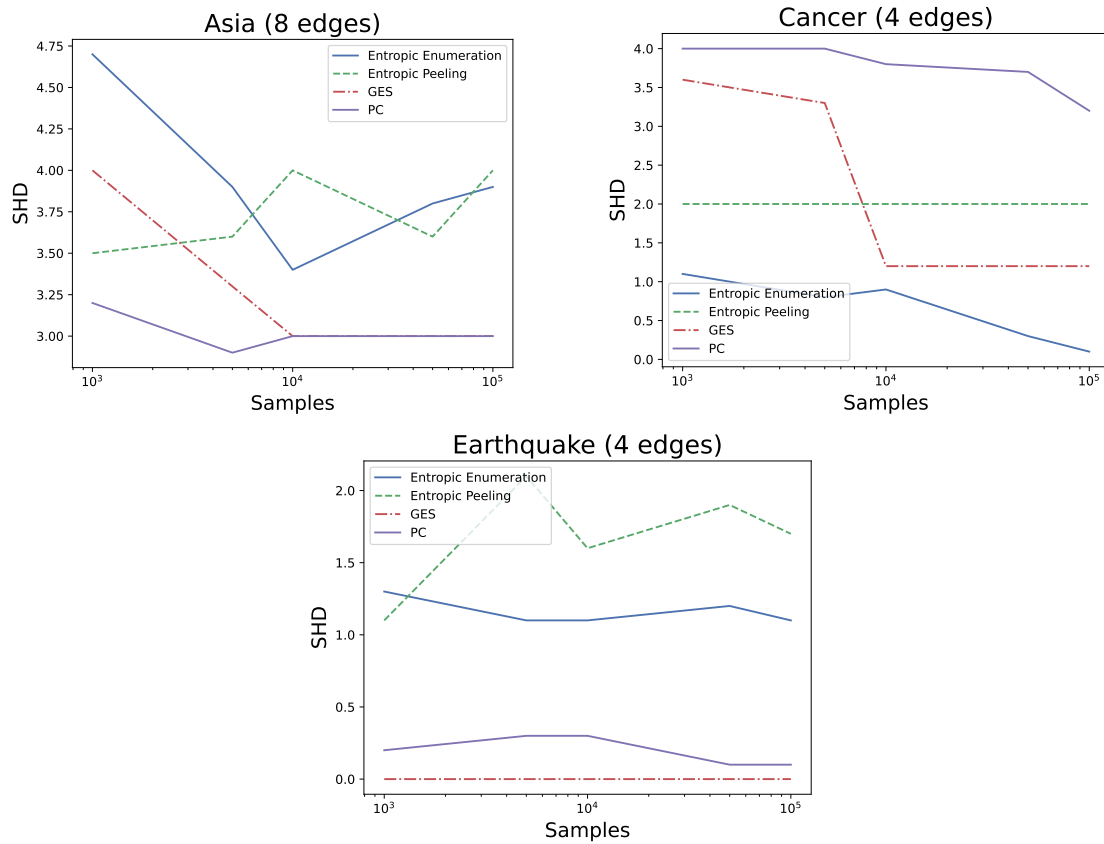 Asia (8 edges)
SHD
4.75
4.50
4.25
4.00
3.75
3.50
3.25
3.00
Entropic Enumeration
Entropic Peeling
GES
PC
10³
10⁴
10⁵
Samples
Cancer (4 edges)
SHD
4.0
3.5
3.0
2.5
2.0
1.5
1.0
0.5
0.0
Entropic Enumeration
Entropic Peeling
GES
PC
10³
10⁴
10⁵
Samples
Earthquake (4 edges)
SHD
2.0
1.5
1.0
0.5
0.0
Entropic Enumeration
Entropic Peeling
GES
PC
10³
10⁴
10⁵
Samples